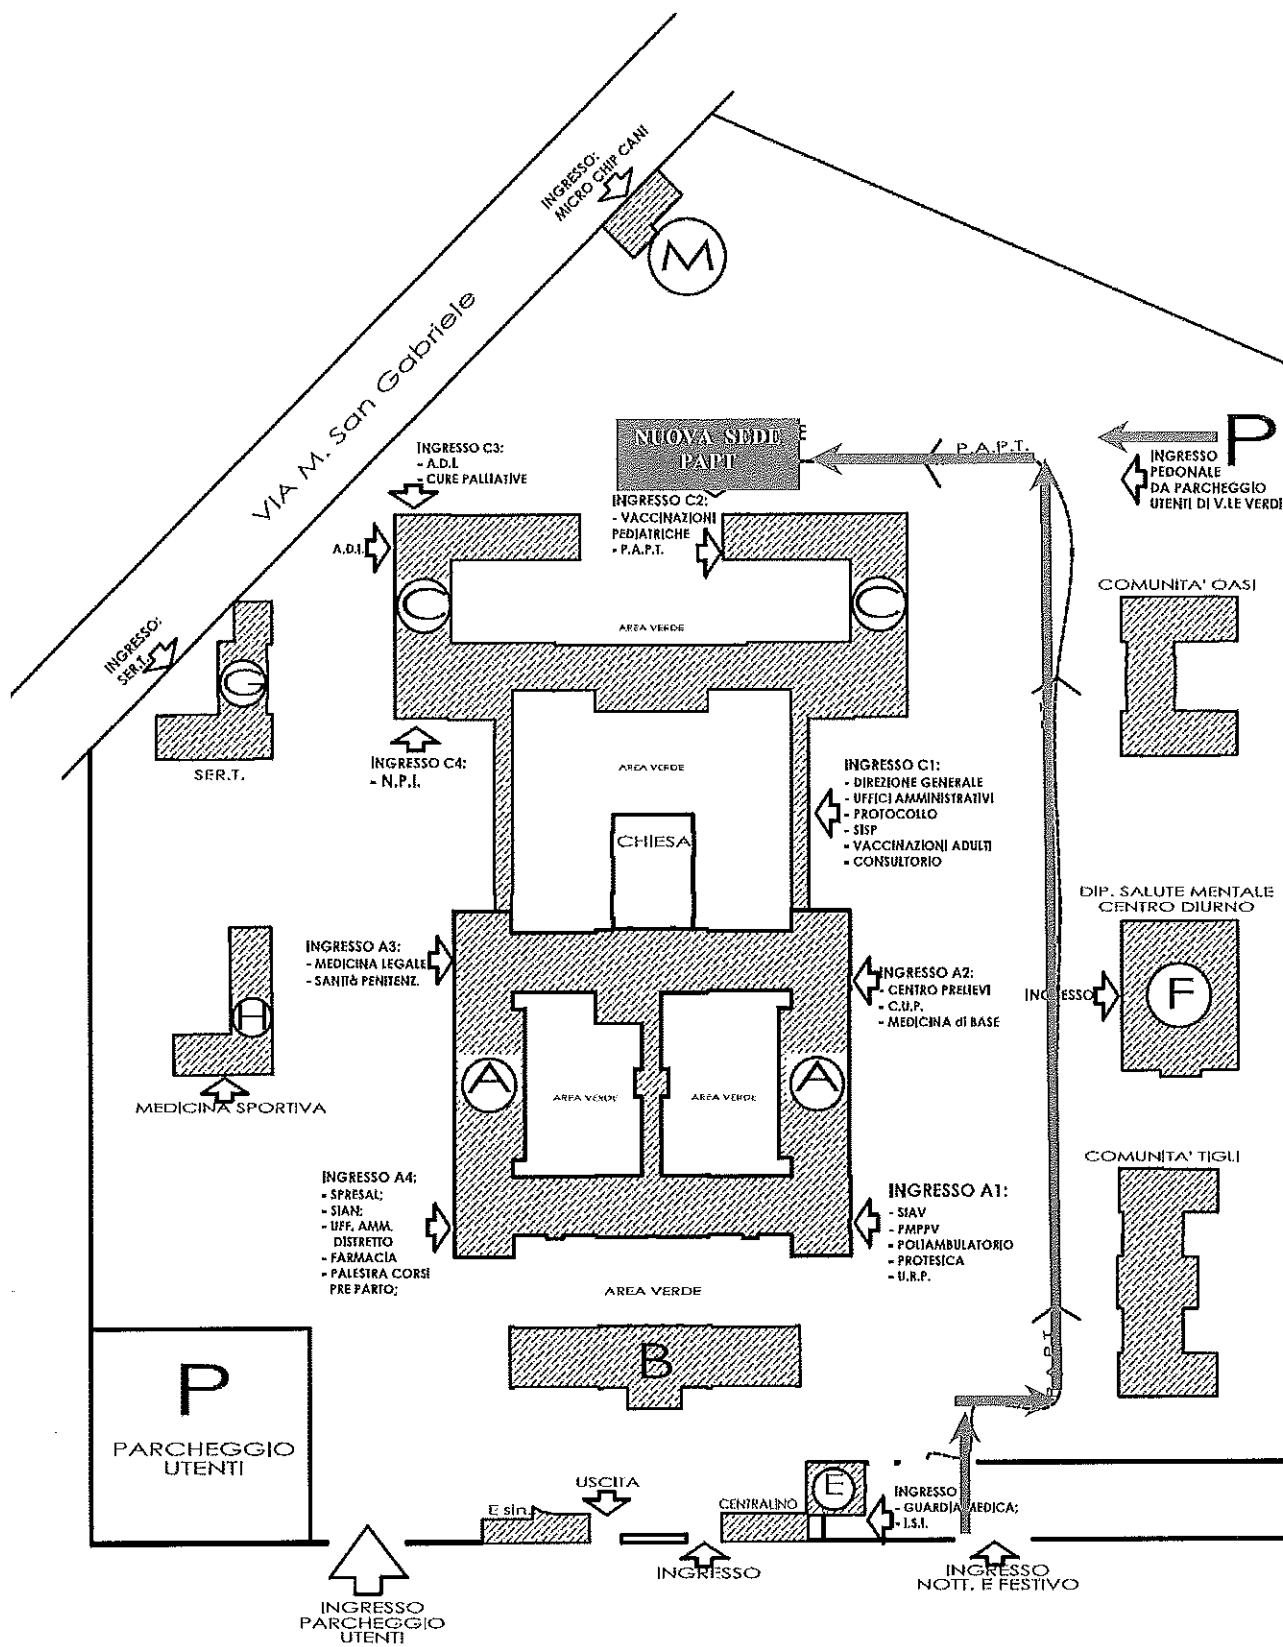 INGRESSO:
MICRO CHIP CANI
M
VIA M. San Gabriele
INGRESSO C3:
- A.D.I.
- CURE PALLIATIVE
NUOVA SEDE
PAPT
P.A.P.T.
P
INGRESSO
PEDONALE
DA PARCHEGGIO
UTENTI DI V.LE VERDE
INGRESSO C2:
- VACCINAZIONI
PEDIATRICHE
- P.A.P.T.
A.D.I.
C
C
AREA VERDE
COMUNITA' OASI
INGRESSO:
SER.T.
G
SER.T.
INGRESSO C4:
- N.P.I.
AREA VERDE
INGRESSO C1:
- DIREZIONE GENERALE
- UFFICI AMMINISTRATIVI
- PROTOCOLLO
- SISP
- VACCINAZIONI ADULTI
- CONSULTORIO
CHIESA
DIP. SALUTE MENTALE
CENTRO DIURNO
INGRESSO A3:
- MEDICINA LEGALE
- SANITà PENITENZ.
INGRESSO A2:
- CENTRO PRELIEVI
- C.U.P.
- MEDICINA di BASE
INGRESSO
F
H
MEDICINA SPORTIVA
A
A
AREA VERDE
AREA VERDE
COMUNITA' TIGLI
INGRESSO A4:
- SPRESAL;
- SIAN;
- UFF. AMM.
DISTRETTO
- FARMACIA
- PALESTRA CORSI
PRE PARTO;
INGRESSO A1:
- SIAV
- PMPPV
- POLIAMBULATORIO
- PROTESICA
- U.R.P.
AREA VERDE
B
P
PARCHEGGIO
UTENTI
USCITA
E sin.
CENTRALINO
E
INGRESSO
- GUARDIA MEDICA;
- I.S.I.
INGRESSO
INGRESSO
NOTT. E FESTIVO
INGRESSO
PARCHEGGIO
UTENTI